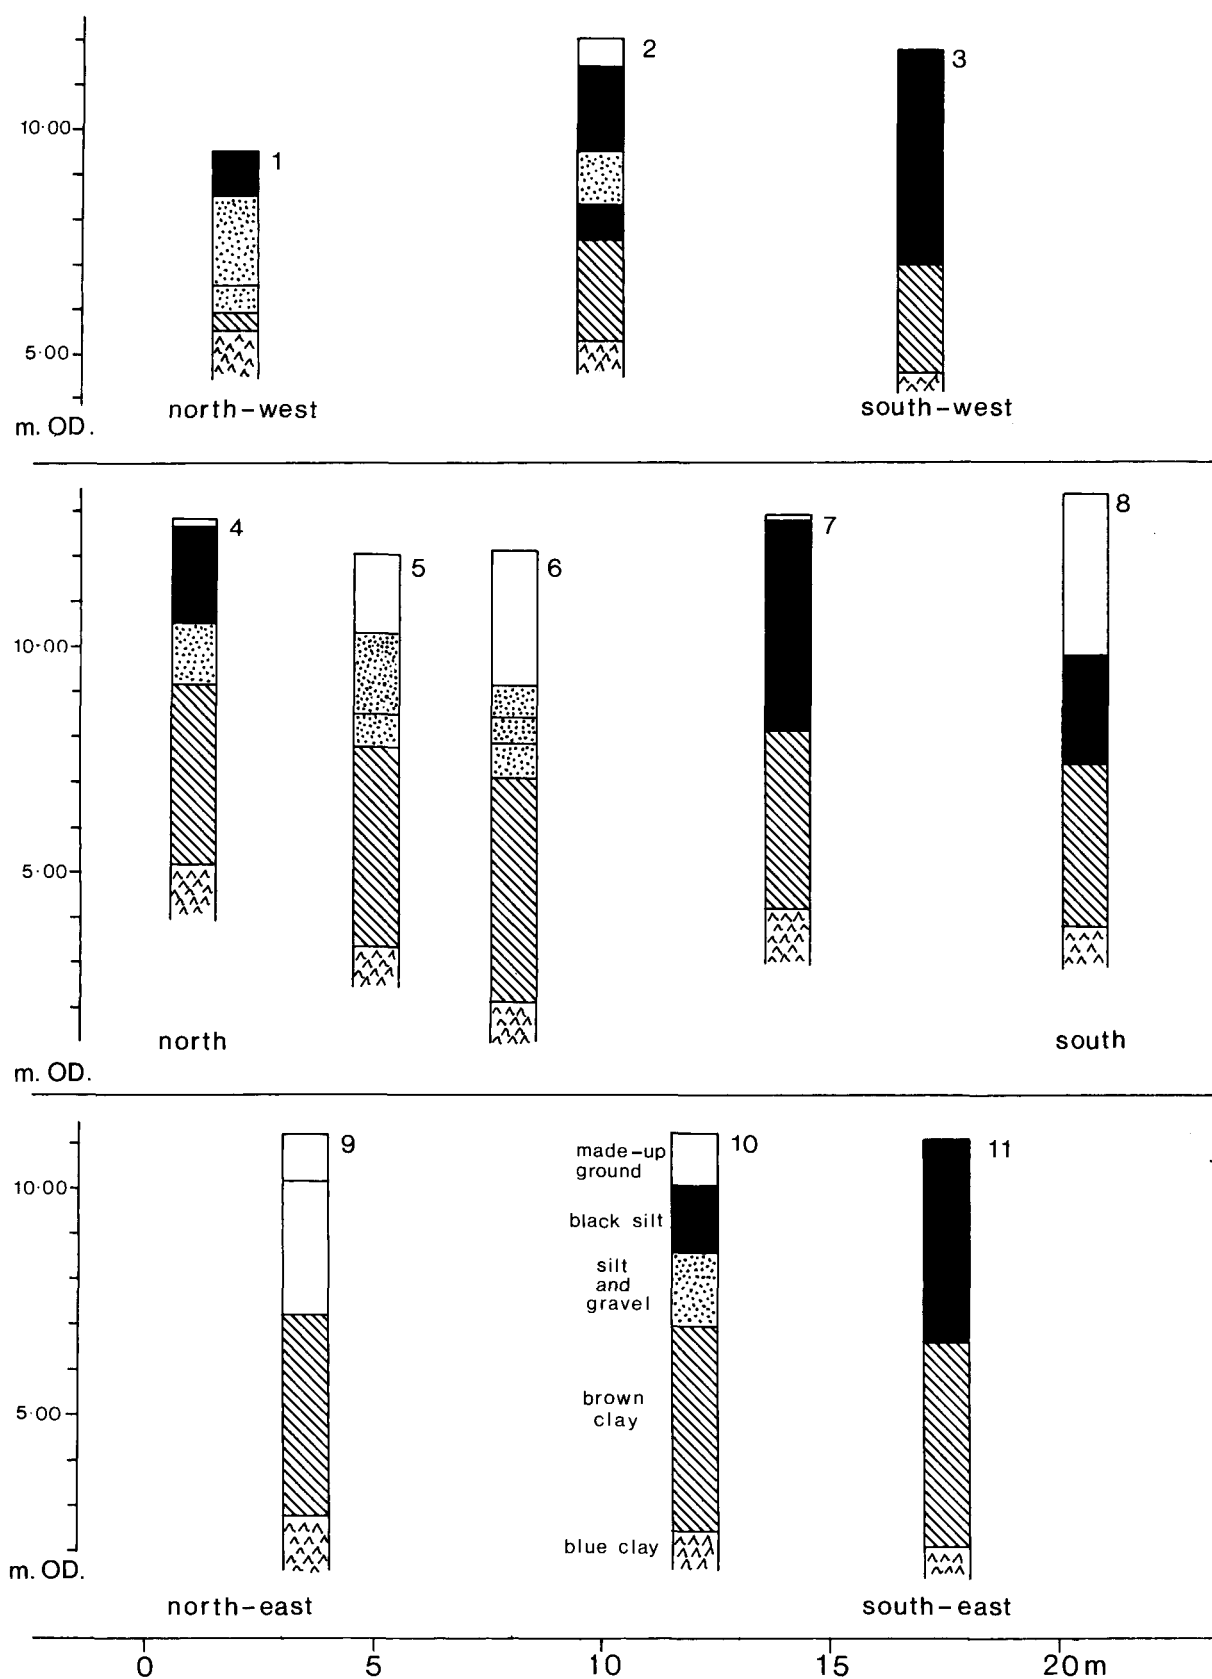 2
3
10·00
1
5·00
north-west
south-west
m. OD.
8
4
7
5
6
10·00
5·00
north
south
m. OD.
9
10
11
made-up
ground
10·00
black silt
silt
and
gravel
5·00
brown
clay
blue clay
m. OD.
north-east
south-east
0
5
10
15
20m